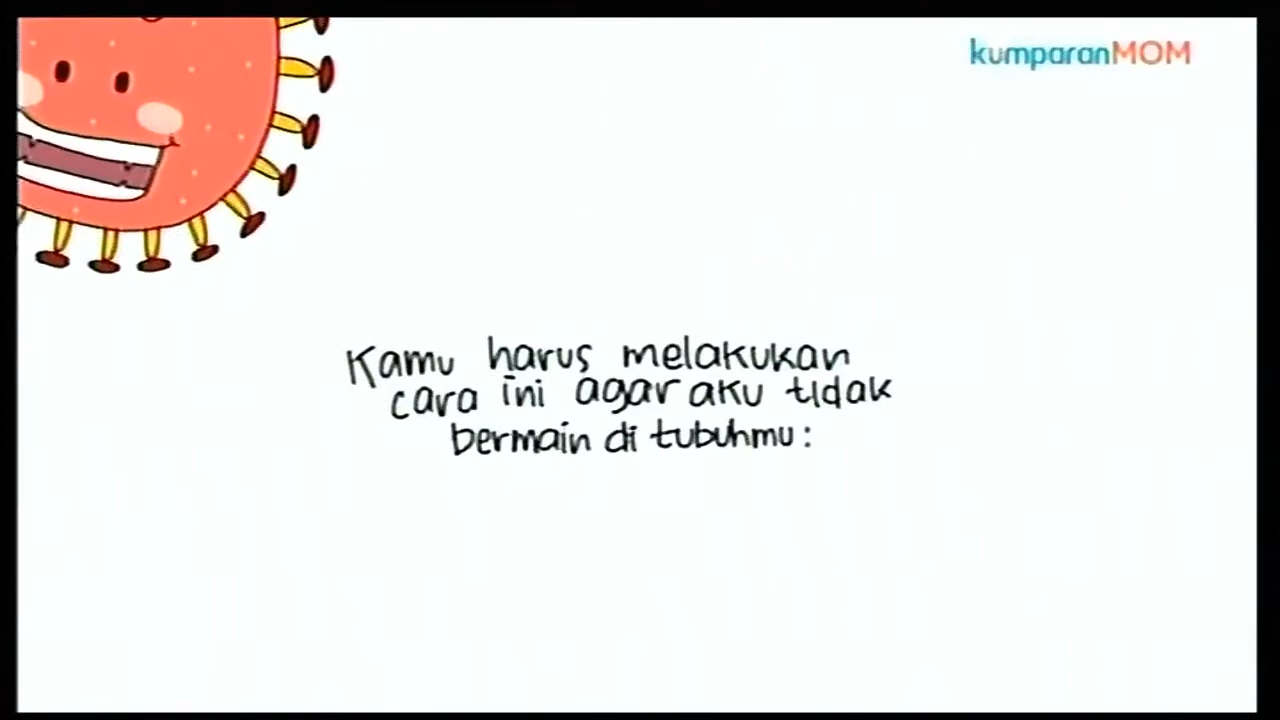 kumparanMOM
Kamu harus melakukan
cara ini agar aku tidak
bermain di tubuhmu: